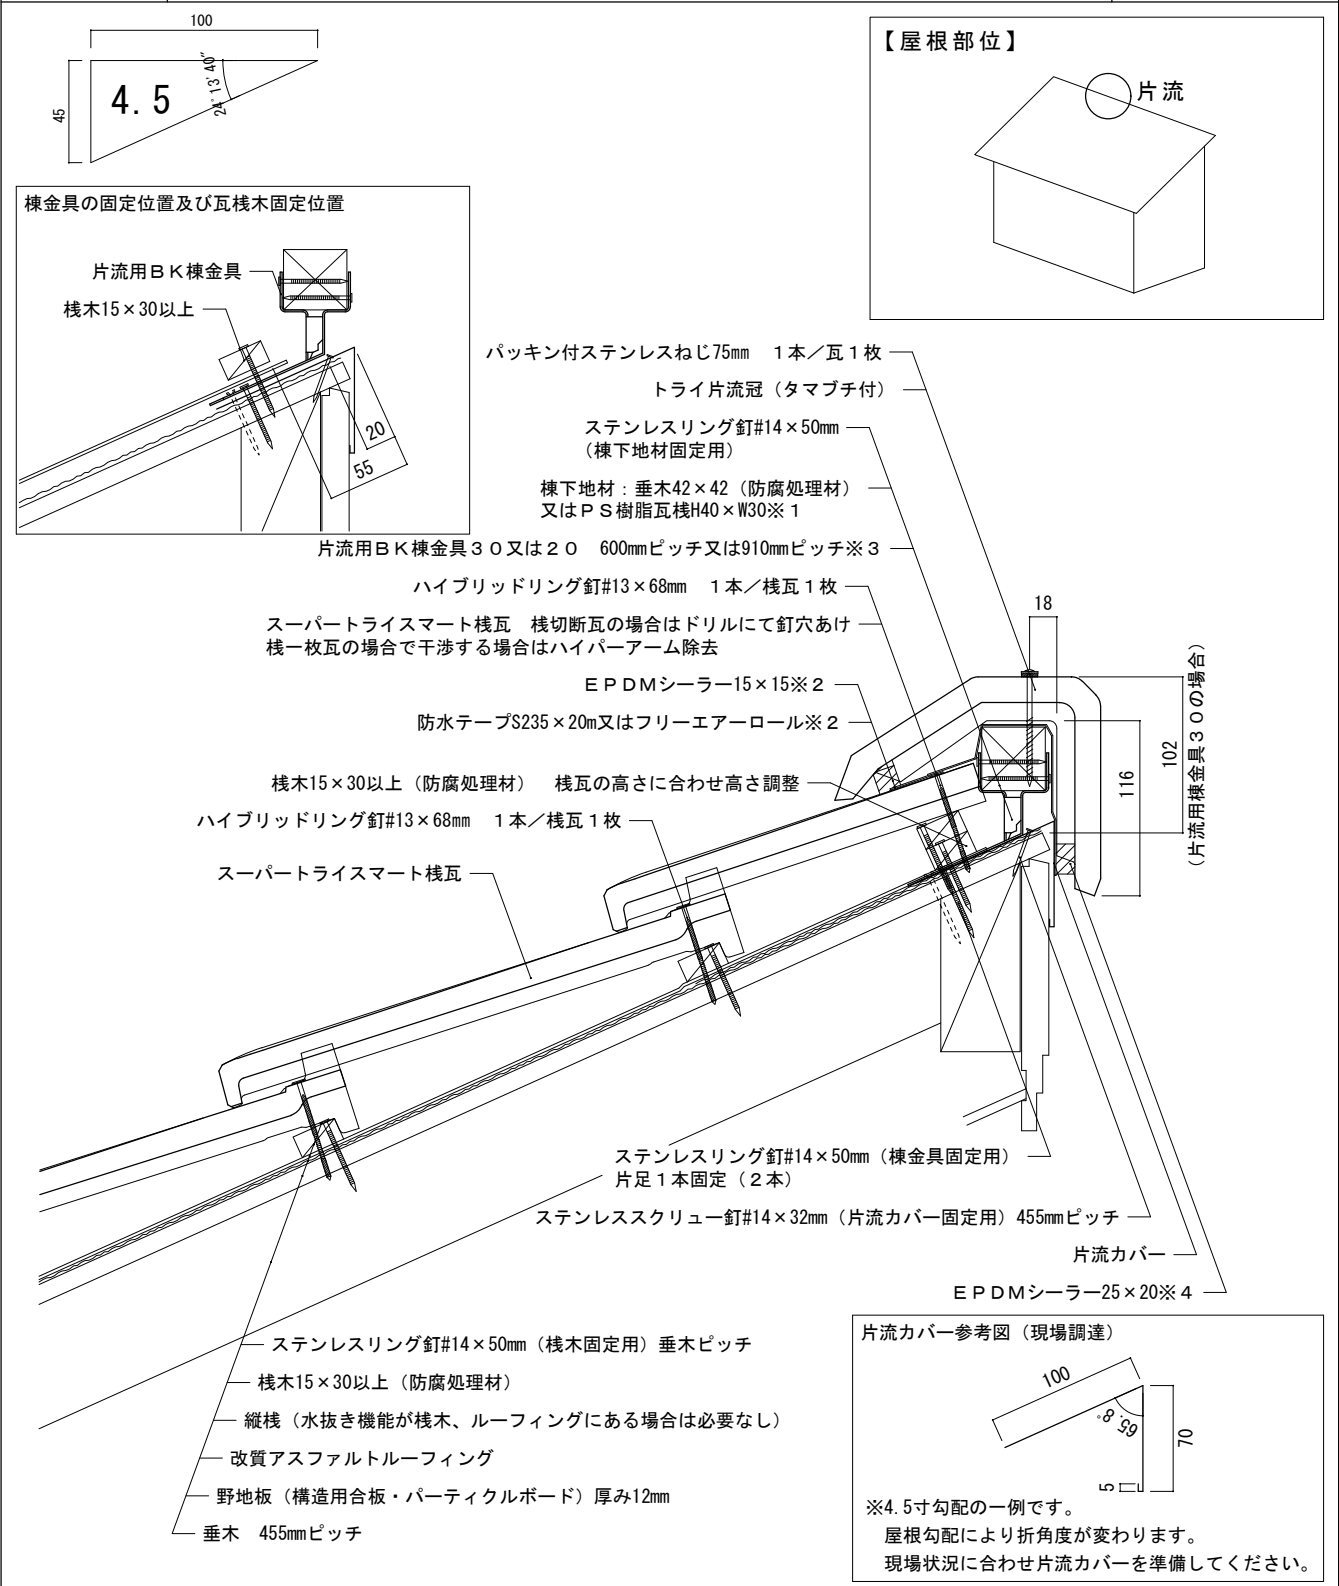 100
45
4.5
24°13′40″
【屋根部位】
片流
棟金具の固定位置及び瓦桟木固定位置
片流用ＢＫ棟金具
桟木15×30以上
20
55
パッキン付ステンレスねじ75mm　１本／瓦１枚
トライ片流冠（タマブチ付）
ステンレスリング釘#14×50mm
（棟下地材固定用）
棟下地材：垂木42×42（防腐処理材）
又はＰＳ樹脂瓦桟H40×W30※１
片流用ＢＫ棟金具３０又は２０　600mmピッチ又は910mmピッチ※３
ハイブリッドリング釘#13×68mm　１本／桟瓦１枚
スーパートライスマート桟瓦　桟切断瓦の場合はドリルにて釘穴あけ
桟一枚瓦の場合で干渉する場合はハイパーアーム除去
ＥＰＤＭシーラー15×15※２
防水テープS235×20m又はフリーエアーロール※２
桟木15×30以上（防腐処理材）　桟瓦の高さに合わせ高さ調整
ハイブリッドリング釘#13×68mm　１本／桟瓦１枚
スーパートライスマート桟瓦
18
116
102
（片流用棟金具３０の場合）
ステンレスリング釘#14×50mm（棟金具固定用）
片足１本固定（２本）
ステンレススクリュー釘#14×32mm（片流カバー固定用）455mmピッチ
片流カバー
ＥＰＤＭシーラー25×20※４
ステンレスリング釘#14×50mm（桟木固定用）垂木ピッチ
桟木15×30以上（防腐処理材）
縦桟（水抜き機能が桟木、ルーフィングにある場合は必要なし）
改質アスファルトルーフィング
野地板（構造用合板・パーティクルボード）厚み12mm
垂木　455mmピッチ
片流カバー参考図（現場調達）
100
65.8°
70
5
※4.5寸勾配の一例です。
屋根勾配により折角度が変わります。
現場状況に合わせ片流カバーを準備してください。